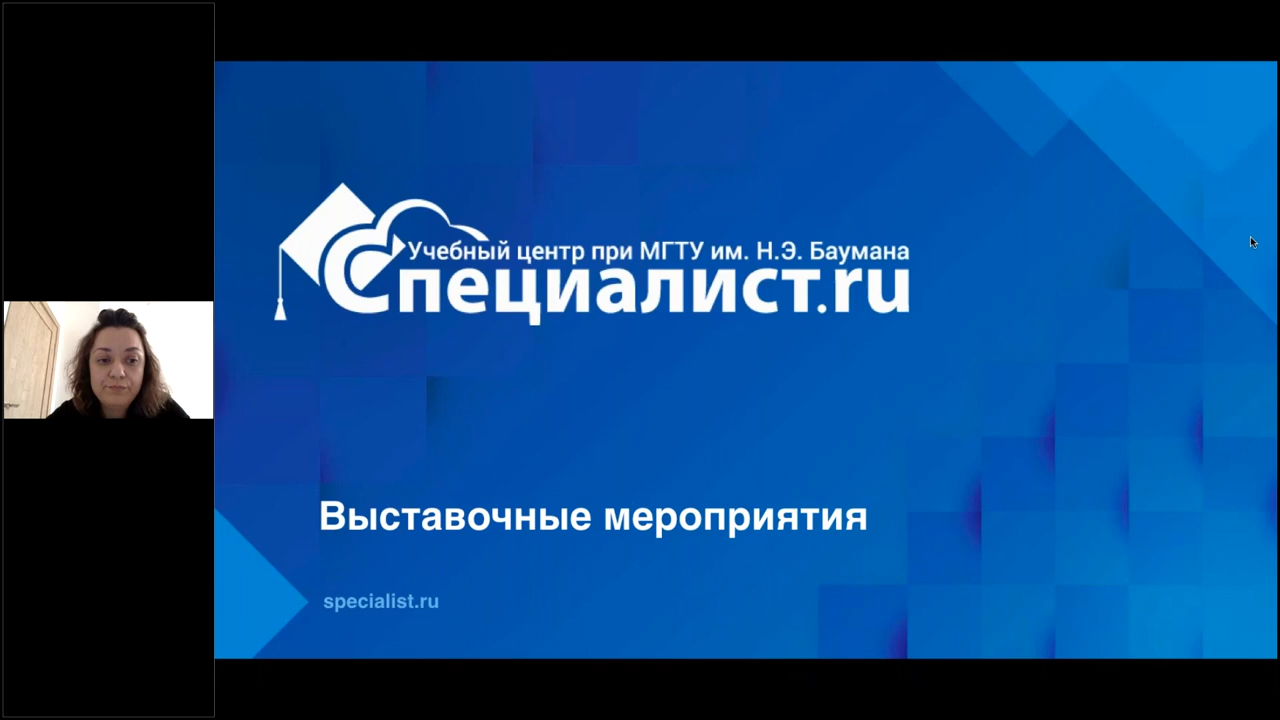 Учебный центр при МГТУ им. Н.Э. Баумана
Специалист.ru
Выставочные мероприятия
specialist.ru